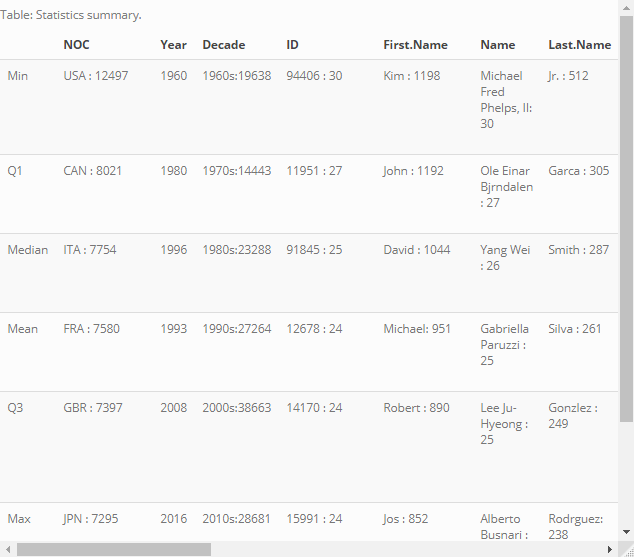 Table: Statistics summary.
NOC Year Decade ID First.Name Name Last.Name
Min USA : 12497 1960 1960s:19638 94406 : 30 Kim : 1198 Michael Jr. : 512
Fred
Phelps, II:
30
Q1 CAN : 8021 1980 1970s:14443 11951 : 27 John : 1192 Ole Einar Garca : 305
Bjrndalen
: 27
Median ITA : 7754 1996 1980s:23288 91845 : 25 David : 1044 Yang Wei Smith : 287
: 26
Mean FRA : 7580 1993 1990s:27264 12678 : 24 Michael: 951 Gabriella Silva : 261
Paruzzi :
25
Q3 GBR : 7397 2008 2000s:38663 14170 : 24 Robert : 890 Lee Ju- Gonzlez :
Hyeong : 249
25
Max JPN : 7295 2016 2010s:28681 15991 : 24 Jos : 852 Alberto Rodrguez:
Busnari : 238